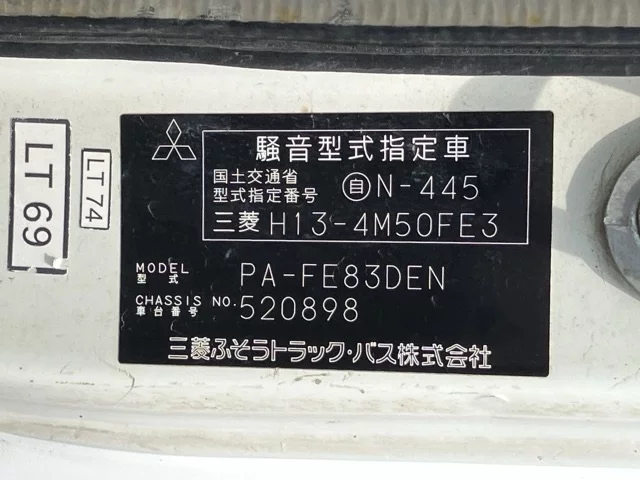 騒音型式指定車
国土交通省
型式指定番号 自N-445
三菱 H13-4M50FE3
MODEL
型式 PA-FE83DEN
CHASSIS NO.
車台番号 520898
三菱ふそうトラック・バス株式会社
LT 69
LT 74